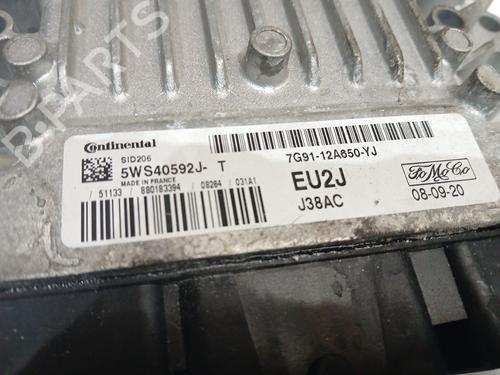 B-PARTS
Continental
SID206
5WS40592J- T
MADE IN FRANCE
/ 51133 / 880183394 / 08264 / 031A1
7G91-12A650-YJ
EU2J
J38AC
FoMoCo
08-09-20